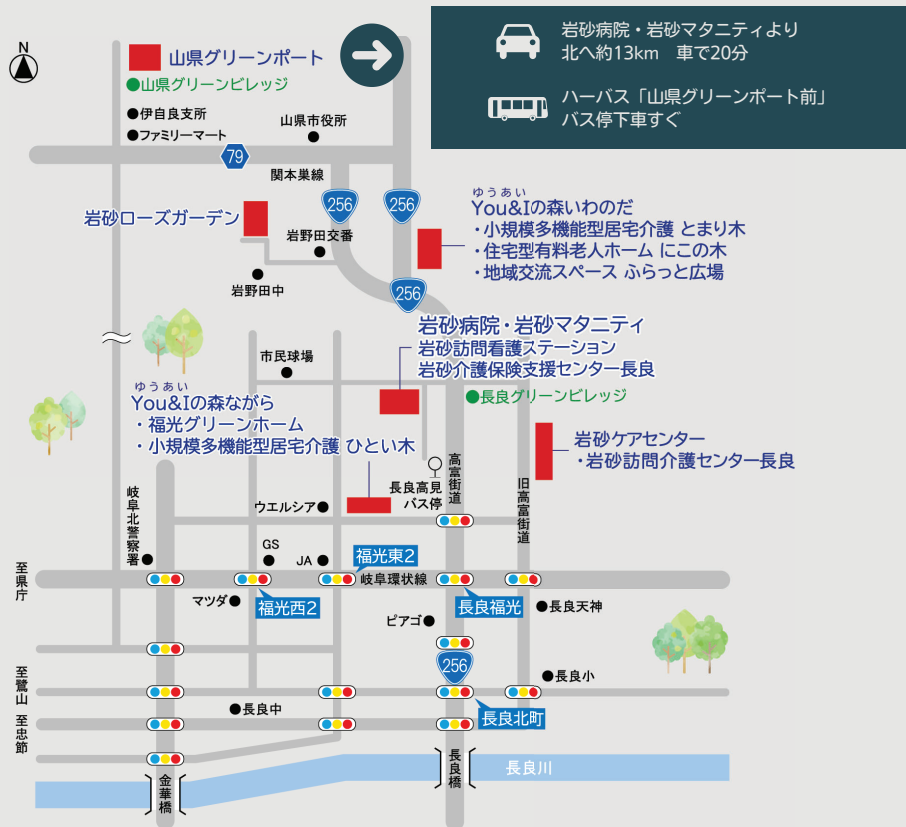 N
山県グリーンポート
●山県グリーンビレッジ
●伊自良支所
●ファミリーマート
山県市役所
79
関本巣線
岩砂病院・岩砂マタニティより
北へ約13km 車で20分
ハーバス「山県グリーンポート前」
バス停下車すぐ
岩砂ローズガーデン
256
256
岩野田交番
岩野田中
256
ゆうあい
You&Iの森いわのだ
・小規模多機能型居宅介護 とまり木
・住宅型有料老人ホーム にこの木
・地域交流スペース ふらっと広場
岩砂病院・岩砂マタニティ
岩砂訪問看護ステーション
岩砂介護保険支援センター長良
市民球場
●長良グリーンビレッジ
ゆうあい
You&Iの森ながら
・福光グリーンホーム
・小規模多機能型居宅介護 ひとい木
岩砂ケアセンター
・岩砂訪問介護センター長良
高富街道
旧高富街道
長良高見
バス停
岐阜北警察署
ウエルシア●
GS
JA●
福光東2
至県庁
岐阜環状線
マツダ●
福光西2
長良福光
●長良天神
ピアゴ●
256
●長良小
至鷺山
●長良中
長良北町
至忠節
金華橋
長良橋
長良川